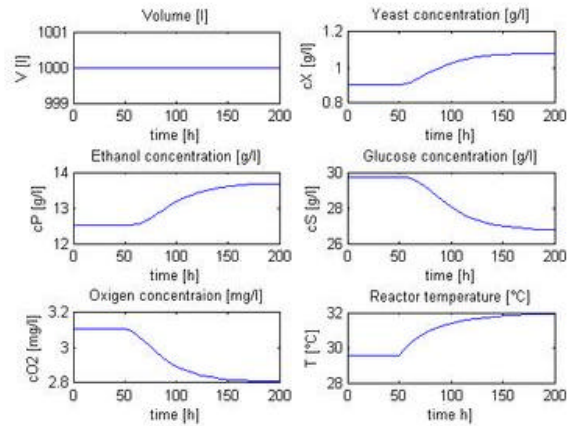 Volume [l]
V [l]
1001
1000
999
0 50 100 150 200
time [h]
Yeast concentration [g/l]
cX [g/l]
1.2
1
0.8
0 50 100 150 200
time [h]
Ethanol concentration [g/l]
cP [g/l]
14
13
12
0 50 100 150 200
time [h]
Glucose concentration [g/l]
cS [g/l]
30
28
26
0 50 100 150 200
time [h]
Oxigen concentraion [mg/l]
cO2 [mg/l]
3.2
3
2.8
0 50 100 150 200
time [h]
Reactor temperature [°C]
T [°C]
32
30
28
0 50 100 150 200
time h]